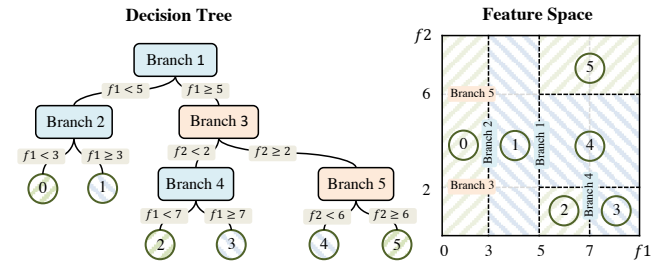 Decision Tree
Feature Space
Branch 1
f1 < 5
f1 ≥ 5
Branch 2
Branch 3
f1 < 3
f1 ≥ 3
f2 < 2
f2 ≥ 2
0
1
Branch 4
Branch 5
f1 < 7
f1 ≥ 7
f2 < 6
f2 ≥ 6
2
3
4
5
f2
6
2
Branch 5
Branch 3
Branch 2
Branch 1
Branch 4
5
0
1
4
2
3
0
3
5
7
f1